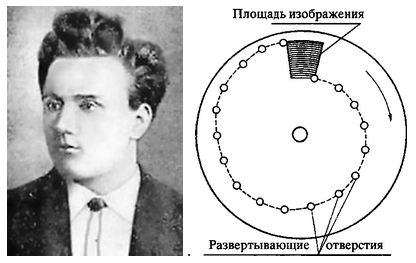 Площадь изображения
Развертывающие отверстия